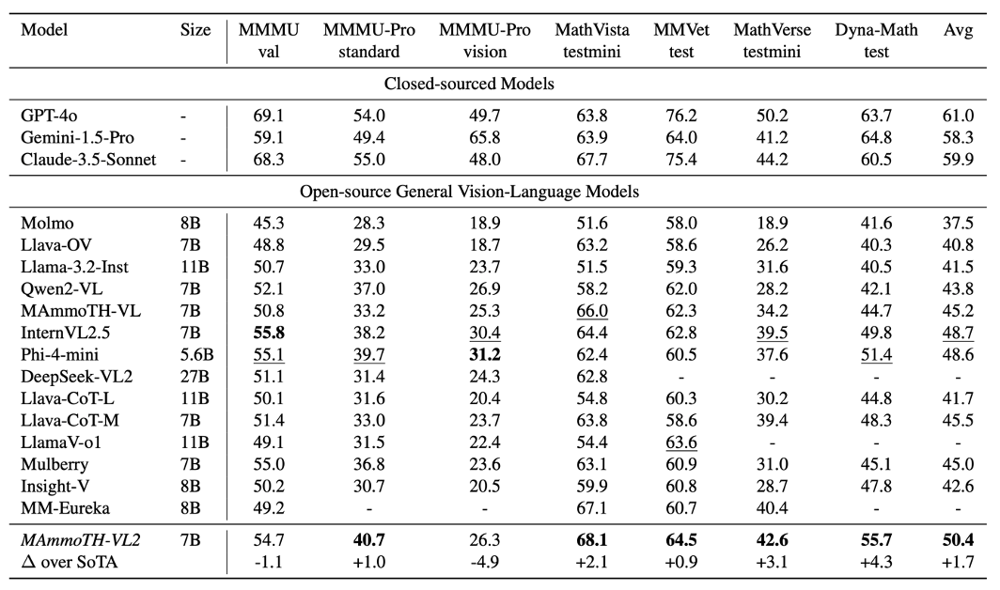 Model Size MMMU MMMU-Pro MMMU-Pro MathVista MMVet MathVerse Dyna-Math Avg
val standard vision testmini test testmini test
Closed-sourced Models
GPT-4o - 69.1 54.0 49.7 63.8 76.2 50.2 63.7 61.0
Gemini-1.5-Pro - 59.1 49.4 65.8 63.9 64.0 41.2 64.8 58.3
Claude-3.5-Sonnet - 68.3 55.0 48.0 67.7 75.4 44.2 60.5 59.9
Open-source General Vision-Language Models
Molmo 8B 45.3 28.3 18.9 51.6 58.0 18.9 41.6 37.5
Llava-OV 7B 48.8 29.5 18.7 63.2 58.6 26.2 40.3 40.8
Llama-3.2-Inst 11B 50.7 33.0 23.7 51.5 59.3 31.6 40.5 41.5
Qwen2-VL 7B 52.1 37.0 26.9 58.2 62.0 28.2 42.1 43.8
MAmmoTH-VL 7B 50.8 33.2 25.3 66.0 62.3 34.2 44.7 45.2
InternVL2.5 7B 55.8 38.2 30.4 64.4 62.8 39.5 49.8 48.7
Phi-4-mini 5.6B 55.1 39.7 31.2 62.4 60.5 37.6 51.4 48.6
DeepSeek-VL2 27B 51.1 31.4 24.3 62.8 - - - -
Llava-CoT-L 11B 50.1 31.6 20.4 54.8 60.3 30.2 44.8 41.7
Llava-CoT-M 7B 51.4 33.0 23.7 63.8 58.6 39.4 48.3 45.5
LlamaV-o1 11B 49.1 31.5 22.4 54.4 63.6 - - -
Mulberry 7B 55.0 36.8 23.6 63.1 60.9 31.0 45.1 45.0
Insight-V 8B 50.2 30.7 20.5 59.9 60.8 28.7 47.8 42.6
MM-Eureka 8B 49.2 - - 67.1 60.7 40.4 - -
MAmmoTH-VL2 7B 54.7 40.7 26.3 68.1 64.5 42.6 55.7 50.4
Δ over SoTA -1.1 +1.0 -4.9 +2.1 +0.9 +3.1 +4.3 +1.7